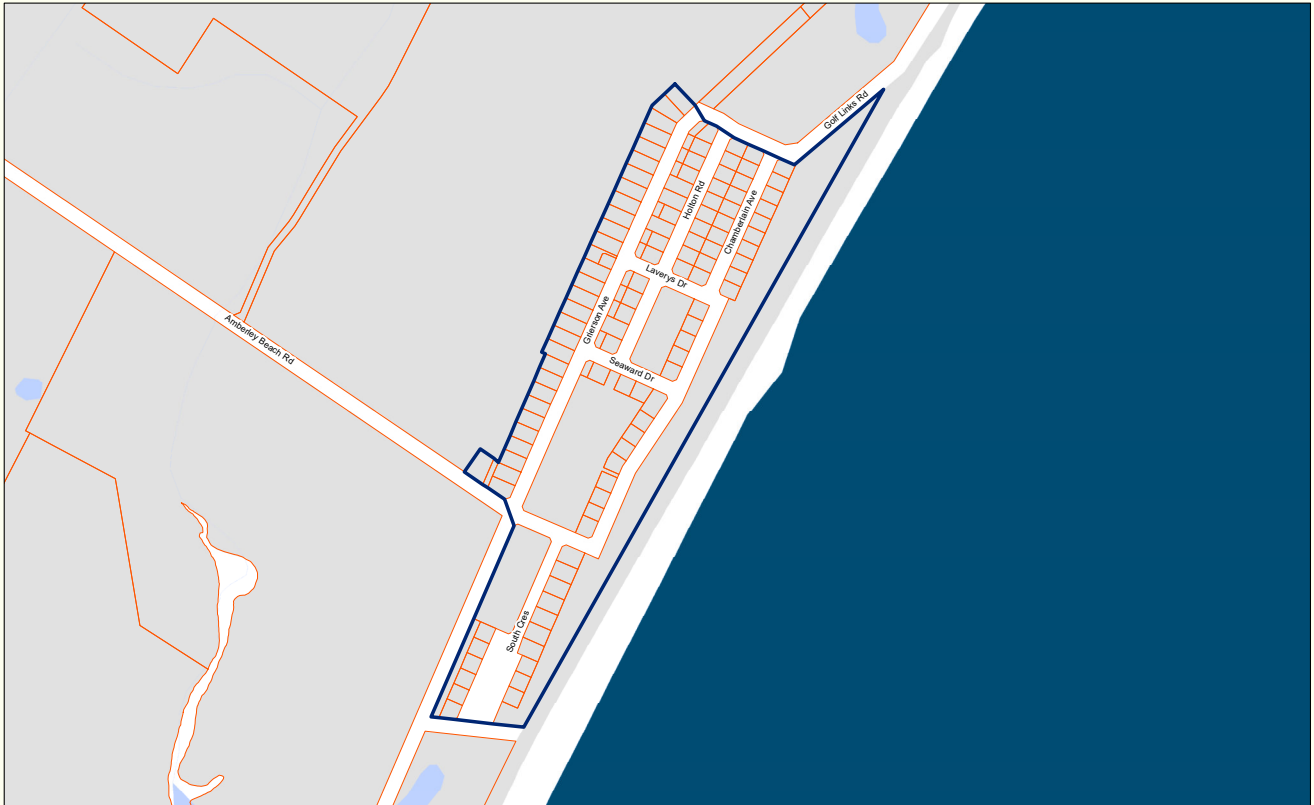 Golf Links Rd
Holton Rd
Chamberlain Ave
Laverys Dr
Grierson Ave
Amberley Beach Rd
Seaward Dr
South Cres